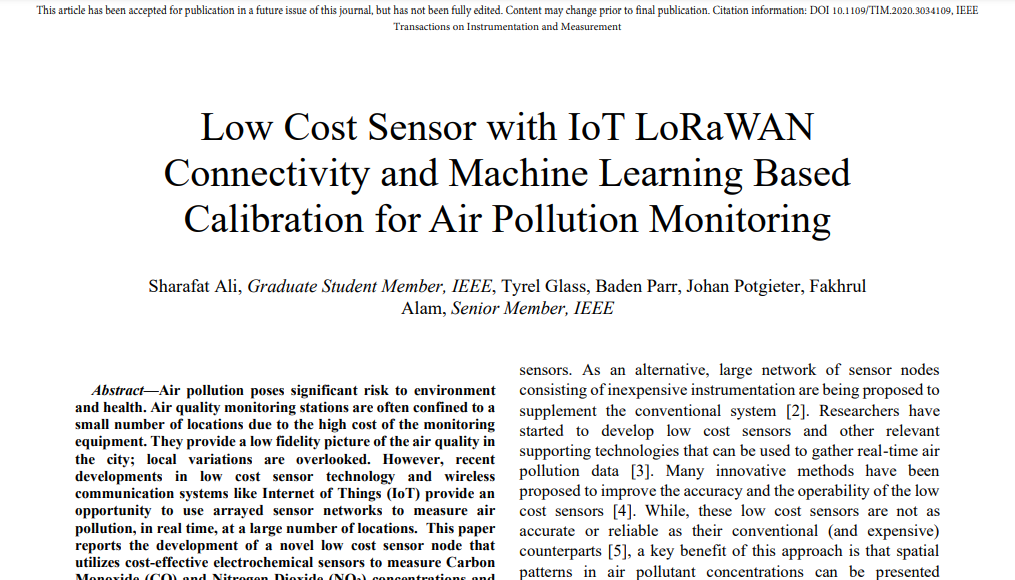 This article has been accepted for publication in a future issue of this journal, but has not been fully edited. Content may change prior to final publication. Citation information: DOI 10.1109/TIM.2020.3034109, IEEE
Transactions on Instrumentation and Measurement
Low Cost Sensor with IoT LoRaWAN
Connectivity and Machine Learning Based
Calibration for Air Pollution Monitoring
Sharafat Ali, Graduate Student Member, IEEE, Tyrel Glass, Baden Parr, Johan Potgieter, Fakhrul
Alam, Senior Member, IEEE
Abstract—Air pollution poses significant risk to environment
and health. Air quality monitoring stations are often confined to a
small number of locations due to the high cost of the monitoring
equipment. They provide a low fidelity picture of the air quality in
the city; local variations are overlooked. However, recent
developments in low cost sensor technology and wireless
communication systems like Internet of Things (IoT) provide an
opportunity to use arrayed sensor networks to measure air
pollution, in real time, at a large number of locations. This paper
reports the development of a novel low cost sensor node that
utilizes cost-effective electrochemical sensors to measure Carbon
Monoxide (CO) and Nitrogen Dioxide (NO₂) concentrations and
sensors. As an alternative, large network of sensor nodes
consisting of inexpensive instrumentation are being proposed to
supplement the conventional system [2]. Researchers have
started to develop low cost sensors and other relevant
supporting technologies that can be used to gather real-time air
pollution data [3]. Many innovative methods have been
proposed to improve the accuracy and the operability of the low
cost sensors [4]. While, these low cost sensors are not as
accurate or reliable as their conventional (and expensive)
counterparts [5], a key benefit of this approach is that spatial
patterns in air pollutant concentrations can be presented